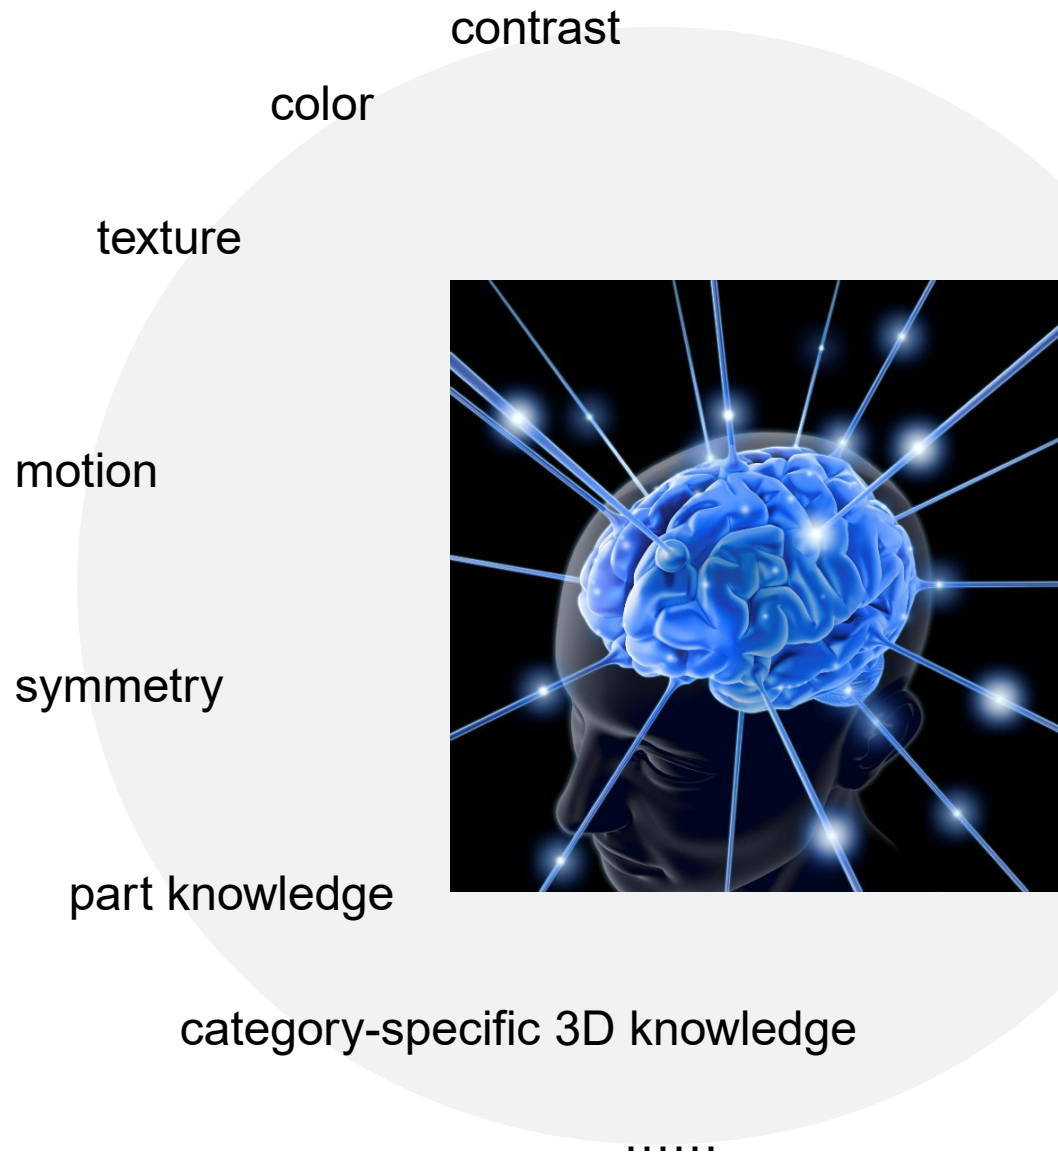 contrast
color
texture
motion
symmetry
part knowledge
category-specific 3D knowledge
......